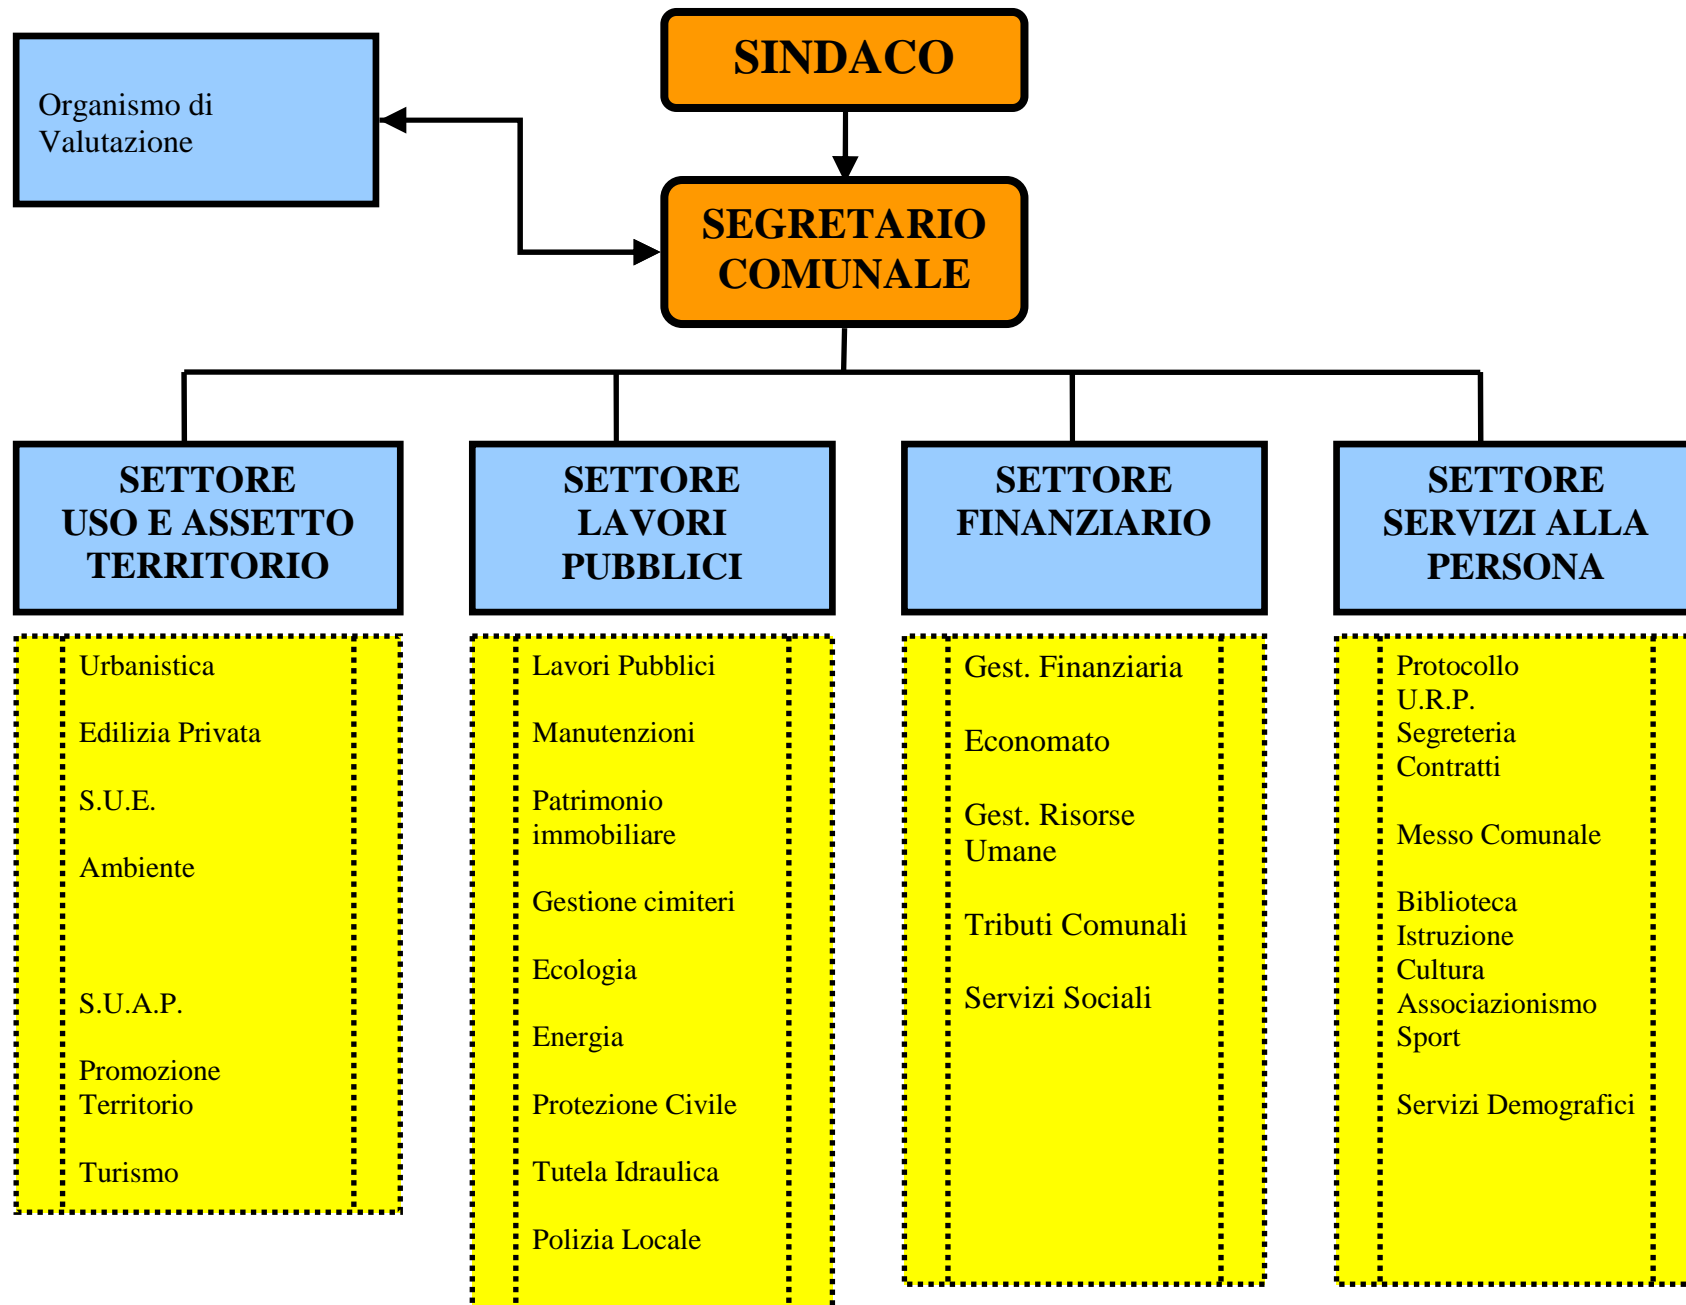 SINDACO
Organismo di
Valutazione
SEGRETARIO
COMUNALE
SETTORE
USO E ASSETTO
TERRITORIO
SETTORE
LAVORI
PUBBLICI
SETTORE
FINANZIARIO
SETTORE
SERVIZI ALLA
PERSONA
Urbanistica
Edilizia Privata
S.U.E.
Ambiente
S.U.A.P.
Promozione
Territorio
Turismo
Lavori Pubblici
Manutenzioni
Patrimonio
immobiliare
Gestione cimiteri
Ecologia
Energia
Protezione Civile
Tutela Idraulica
Polizia Locale
Gest. Finanziaria
Economato
Gest. Risorse
Umane
Tributi Comunali
Servizi Sociali
Protocollo
U.R.P.
Segreteria
Contratti
Messo Comunale
Biblioteca
Istruzione
Cultura
Associazionismo
Sport
Servizi Demografici